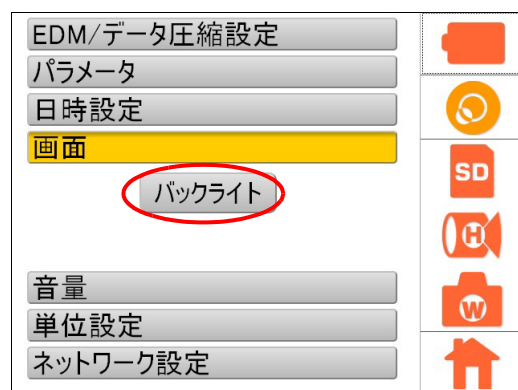 EDM/データ圧縮設定
パラメータ
日時設定
画面
バックライト
音量
単位設定
ネットワーク設定
SD
H
W